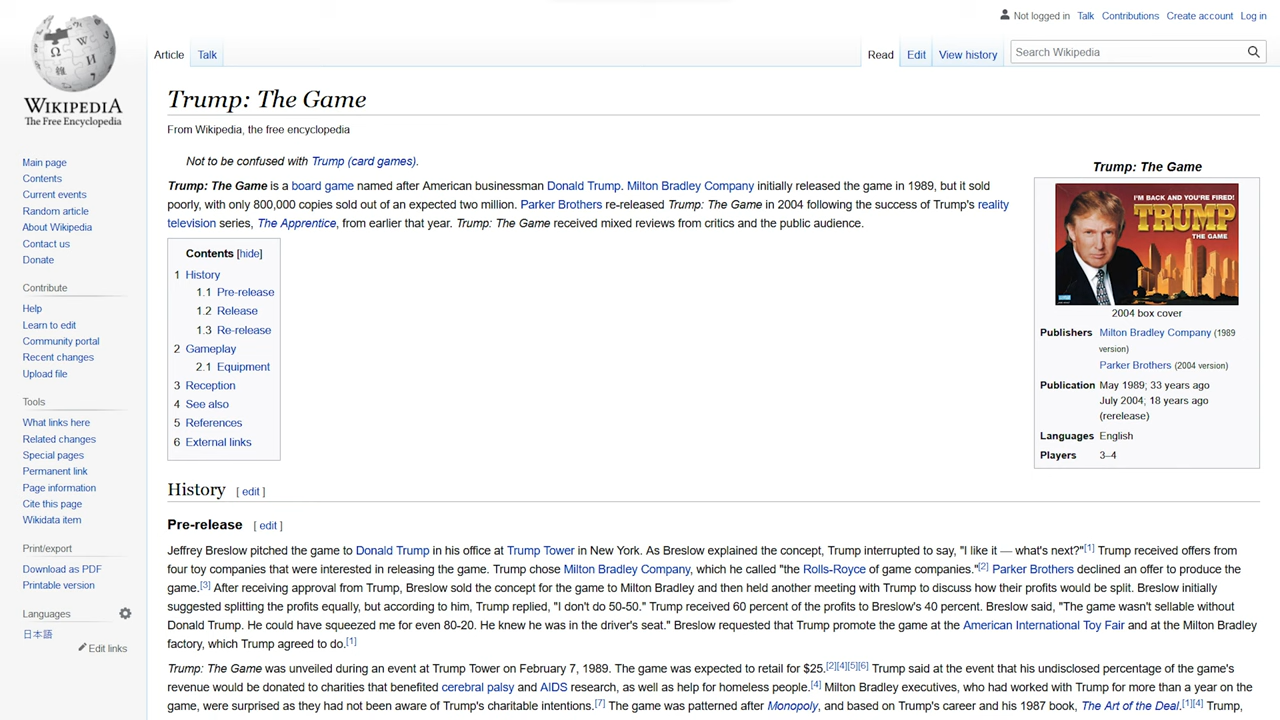 Not logged in Talk Contributions Create account Log in
Article Talk Read Edit View history Search Wikipedia
WIKIPEDIA
The Free Encyclopedia
Main page
Contents
Current events
Random article
About Wikipedia
Contact us
Donate
Contribute
Help
Learn to edit
Community portal
Recent changes
Upload file
Tools
What links here
Related changes
Special pages
Permanent link
Page information
Cite this page
Wikidata item
Print/export
Download as PDF
Printable version
Languages
日本語
Edit links
Trump: The Game
From Wikipedia, the free encyclopedia
Not to be confused with Trump (card games).
Trump: The Game is a board game named after American businessman Donald Trump. Milton Bradley Company initially released the game in 1989, but it sold
poorly, with only 800,000 copies sold out of an expected two million. Parker Brothers re-released Trump: The Game in 2004 following the success of Trump's reality
television series, The Apprentice, from earlier that year. Trump: The Game received mixed reviews from critics and the public audience.
Contents [hide]
1 History
1.1 Pre-release
1.2 Release
1.3 Re-release
2 Gameplay
2.1 Equipment
3 Reception
4 See also
5 References
6 External links
Trump: The Game
I'M BACK AND YOU'RE FIRED!
TRUMP
THE GAME
2004 box cover
Publishers Milton Bradley Company (1989
version)
Parker Brothers (2004 version)
Publication May 1989; 33 years ago
July 2004; 18 years ago
(rerelease)
Languages English
Players 3–4
History [ edit ]
Pre-release [ edit ]
Jeffrey Breslow pitched the game to Donald Trump in his office at Trump Tower in New York. As Breslow explained the concept, Trump interrupted to say, "I like it — what's next?"[1] Trump received offers from
four toy companies that were interested in releasing the game. Trump chose Milton Bradley Company, which he called "the Rolls-Royce of game companies."[2] Parker Brothers declined an offer to produce the
game.[3] After receiving approval from Trump, Breslow sold the concept for the game to Milton Bradley and then held another meeting with Trump to discuss how their profits would be split. Breslow initially
suggested splitting the profits equally, but according to him, Trump replied, "I don't do 50-50." Trump received 60 percent of the profits to Breslow's 40 percent. Breslow said, "The game wasn't sellable without
Donald Trump. He could have squeezed me for even 80-20. He knew he was in the driver's seat." Breslow requested that Trump promote the game at the American International Toy Fair and at the Milton Bradley
factory, which Trump agreed to do.[1]
Trump: The Game was unveiled during an event at Trump Tower on February 7, 1989. The game was expected to retail for $25.[2][4][5][6] Trump said at the event that his undisclosed percentage of the game's
revenue would be donated to charities that benefited cerebral palsy and AIDS research, as well as help for homeless people.[4] Milton Bradley executives, who had worked with Trump for more than a year on the
game, were surprised as they had not been aware of Trump's charitable intentions.[7] The game was patterned after Monopoly, and based on Trump's career and his 1987 book, The Art of the Deal.[1][4] Trump,